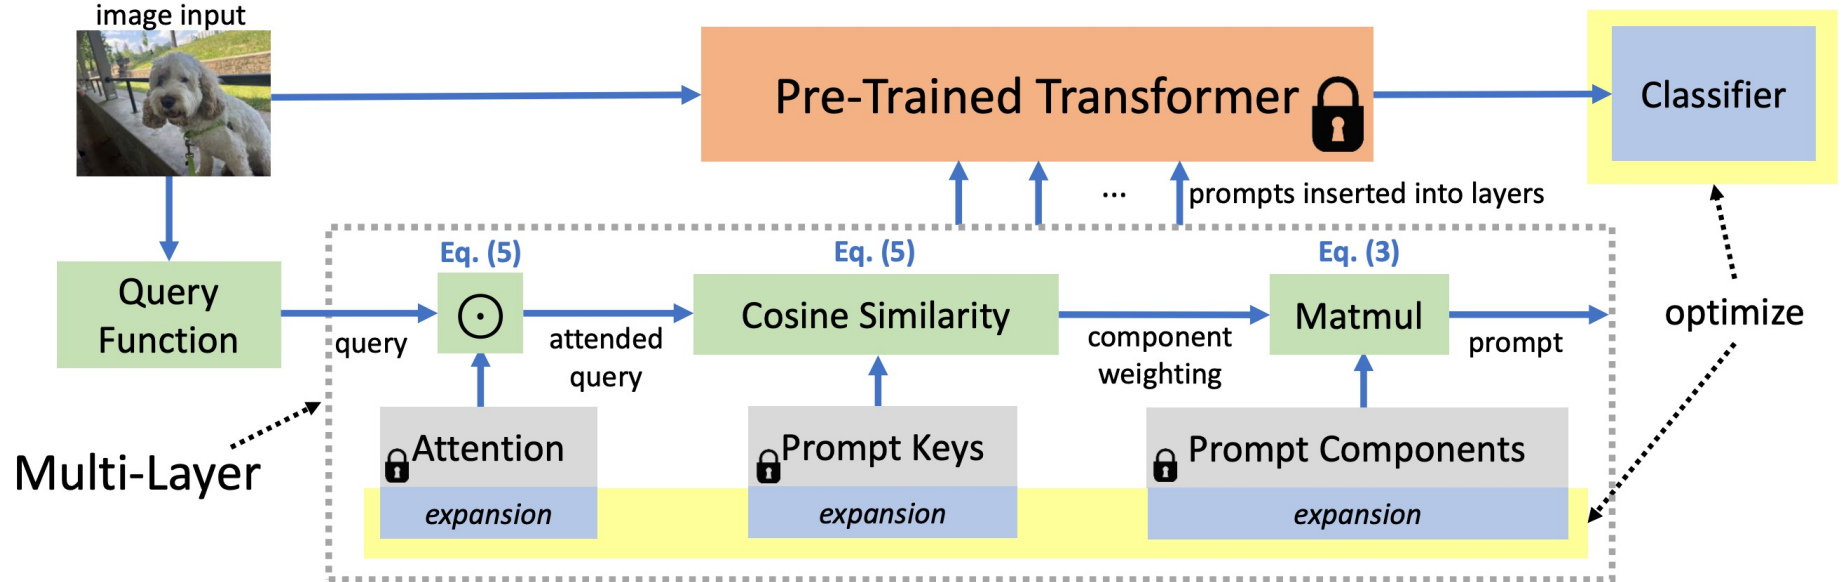 image input
Pre-Trained Transformer
Classifier
... prompts inserted into layers
Eq. (5)
Eq. (5)
Eq. (3)
Query
Function
query
⊙
attended
query
Cosine Similarity
component
weighting
Matmul
prompt
optimize
Multi-Layer
Attention
Prompt Keys
Prompt Components
expansion
expansion
expansion